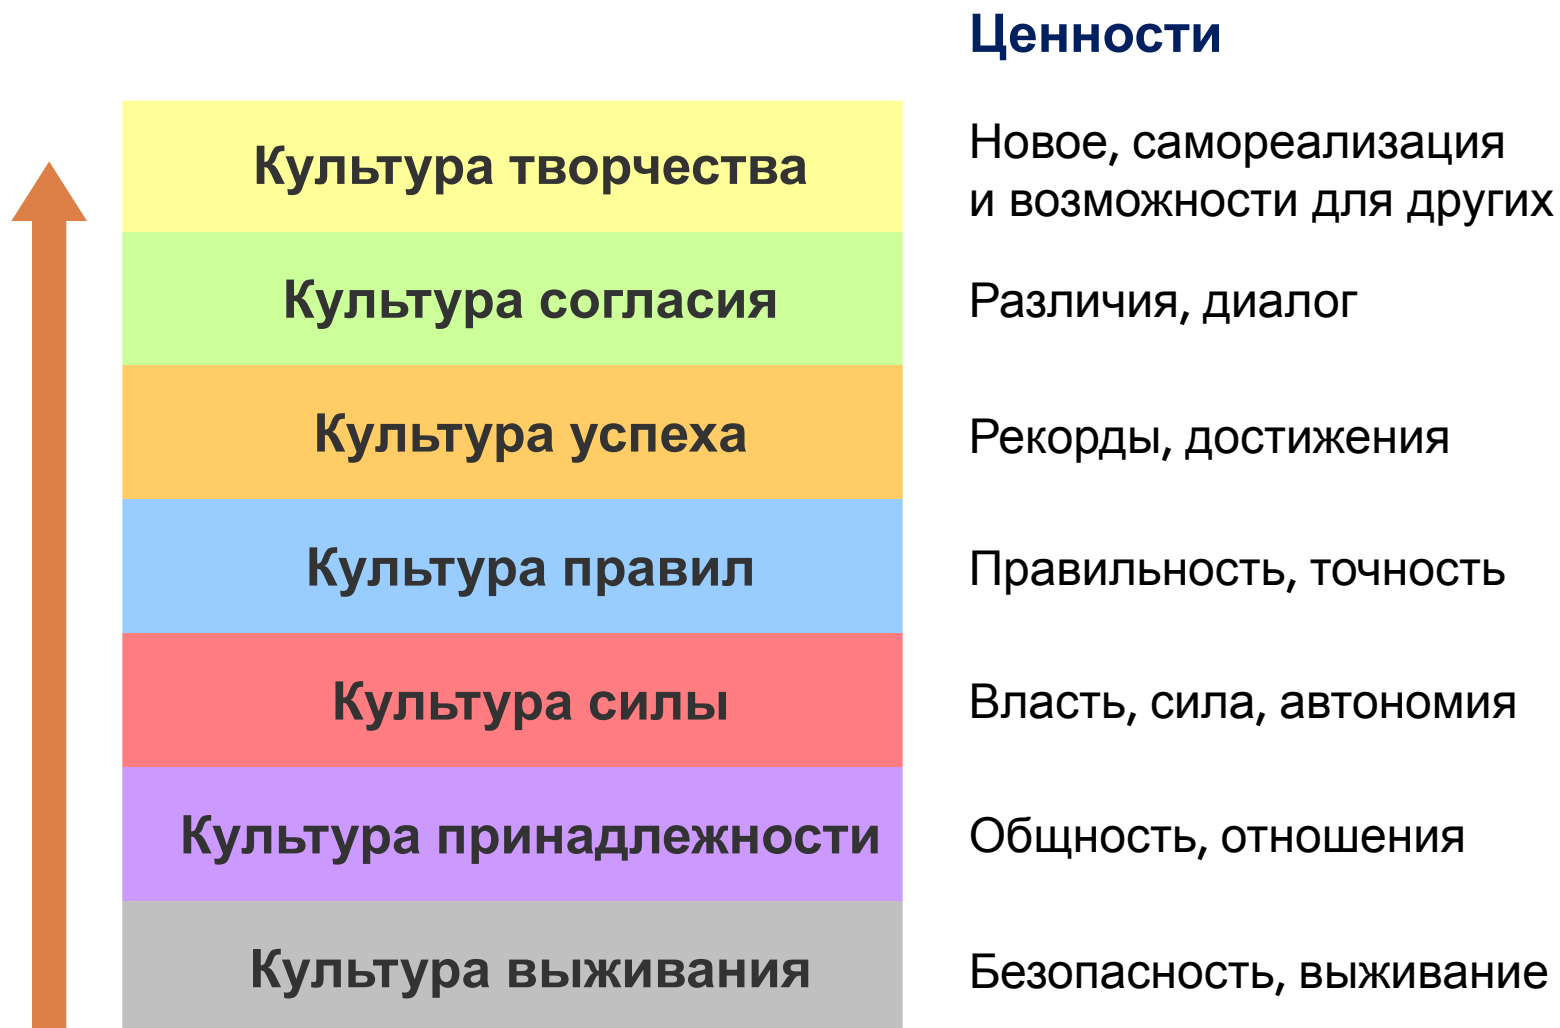 Ценности
Культура творчества
Новое, самореализация
и возможности для других
Культура согласия
Различия, диалог
Культура успеха
Рекорды, достижения
Культура правил
Правильность, точность
Культура силы
Власть, сила, автономия
Культура принадлежности
Общность, отношения
Культура выживания
Безопасность, выживание